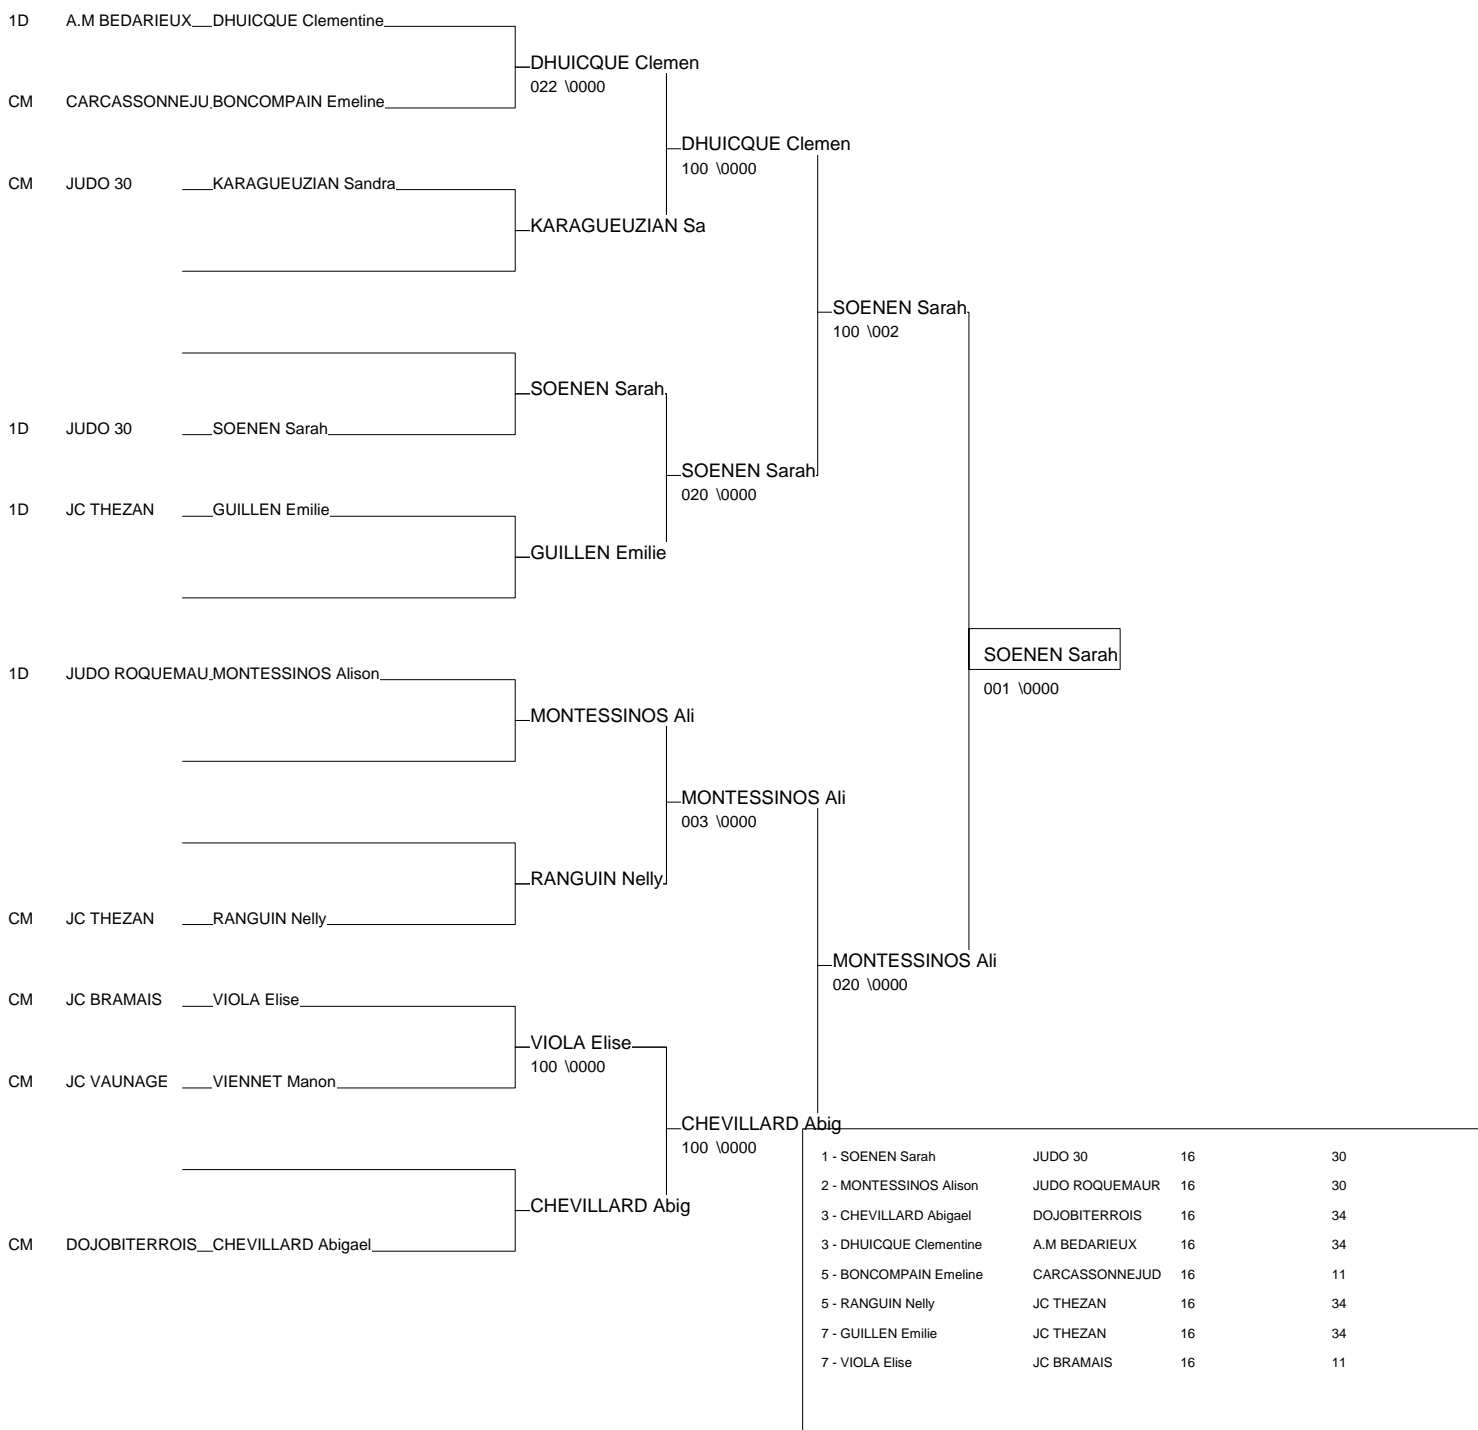 1D A.M BEDARIEUX DHUICQUE Clementine
DHUICQUE Clemen
022 \0000
CM CARCASSONNEJU BONCOMPAIN Emeline
DHUICQUE Clemen
100 \0000
CM JUDO 30 KARAGUEUZIAN Sandra
KARAGUEUZIAN Sa
SOENEN Sarah
100 \002
SOENEN Sarah
1D JUDO 30 SOENEN Sarah
SOENEN Sarah
020 \0000
1D JC THEZAN GUILLEN Emilie
GUILLEN Emilie
SOENEN Sarah
001 \0000
1D JUDO ROQUEMAU MONTESSINOS Alison
MONTESSINOS Ali
MONTESSINOS Ali
003 \0000
RANGUIN Nelly
CM JC THEZAN RANGUIN Nelly
MONTESSINOS Ali
020 \0000
CM JC BRAMAIS VIOLA Elise
VIOLA Elise
100 \0000
CM JC VAUNAGE VIENNET Manon
CHEVILLARD Abig
100 \0000
CHEVILLARD Abig
CM DOJOBITERROIS CHEVILLARD Abigael
1 - SOENEN Sarah JUDO 30 16 30
2 - MONTESSINOS Alison JUDO ROQUEMAUR 16 30
3 - CHEVILLARD Abigael DOJOBITERROIS 16 34
3 - DHUICQUE Clementine A.M BEDARIEUX 16 34
5 - BONCOMPAIN Emeline CARCASSONNEJUD 16 11
5 - RANGUIN Nelly JC THEZAN 16 34
7 - GUILLEN Emilie JC THEZAN 16 34
7 - VIOLA Elise JC BRAMAIS 16 11